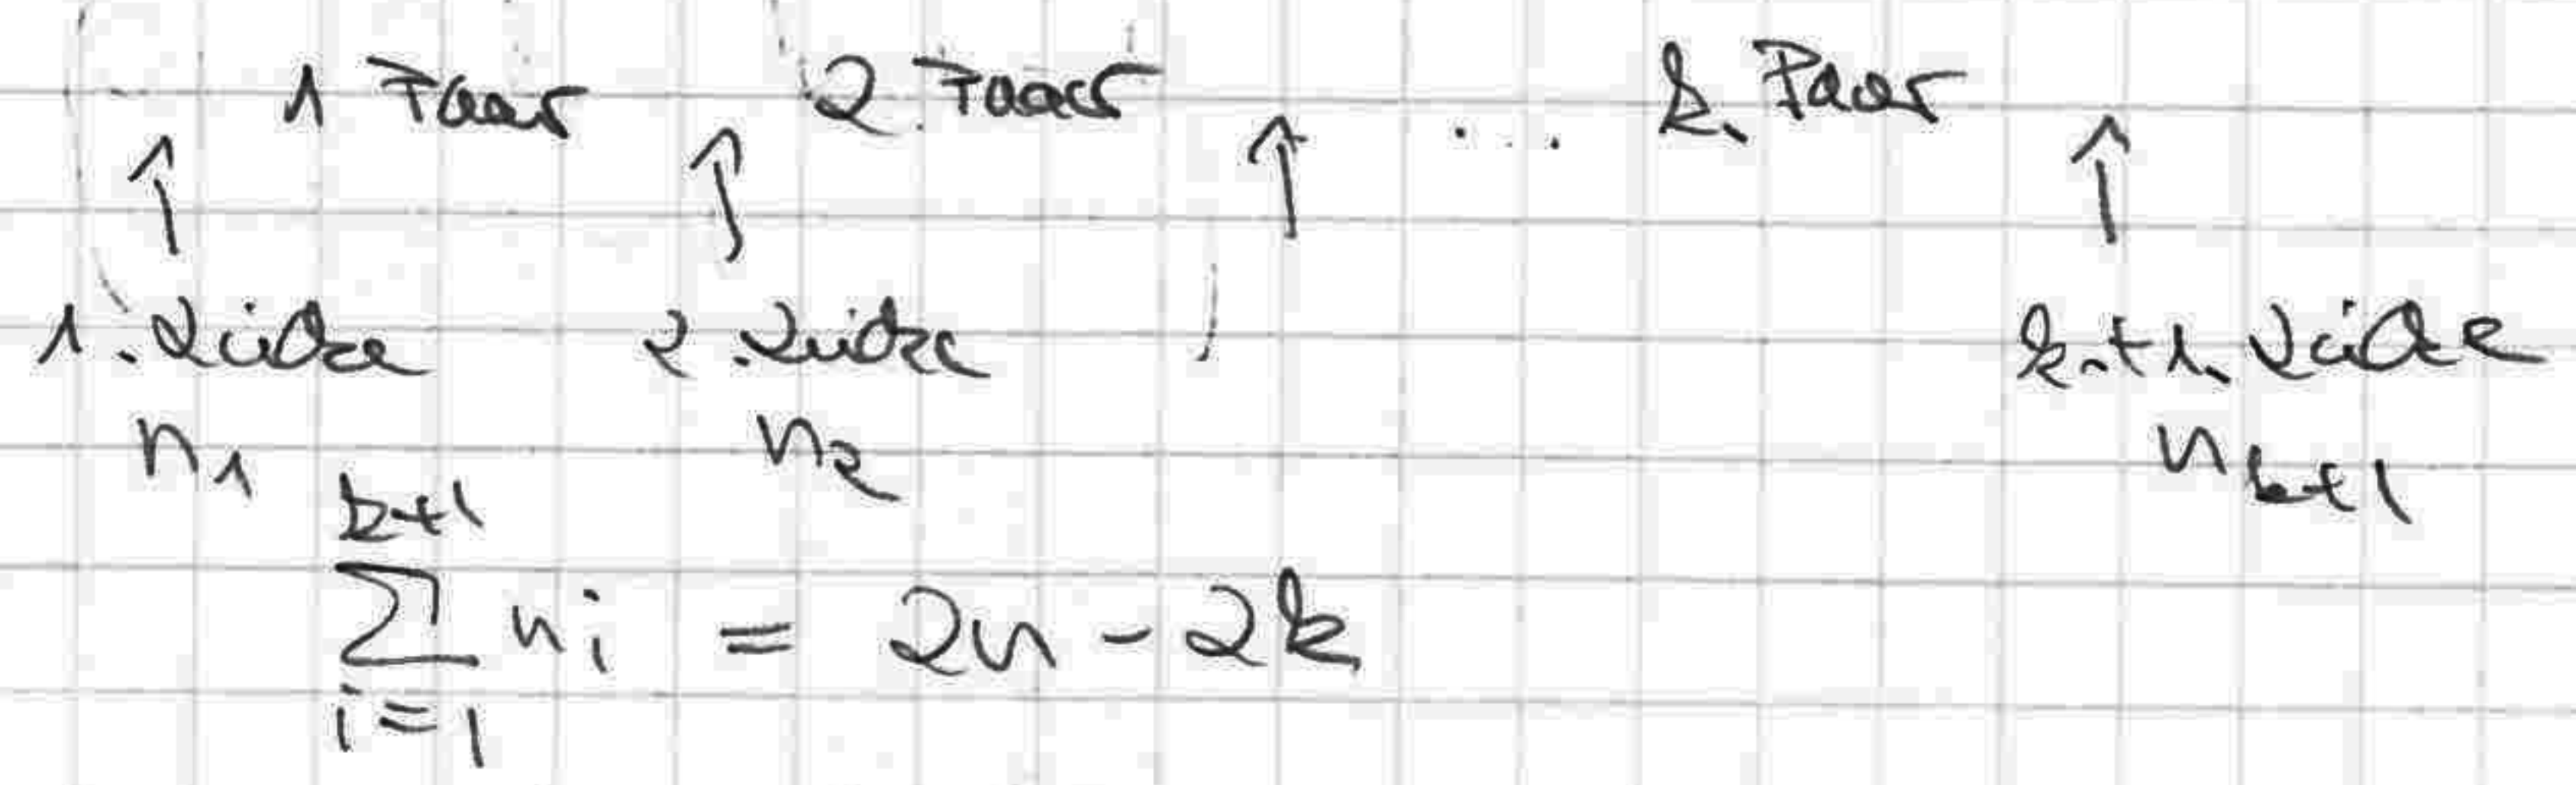 1 Paar 2. Paar ... k. Paar
↑ ↑ ↑ ↑
1. Lücke 2. Lücke k+1. Lücke
n₁ n₂ nₖ₊₁
k+1
∑ nᵢ = 2n - 2k
i=1